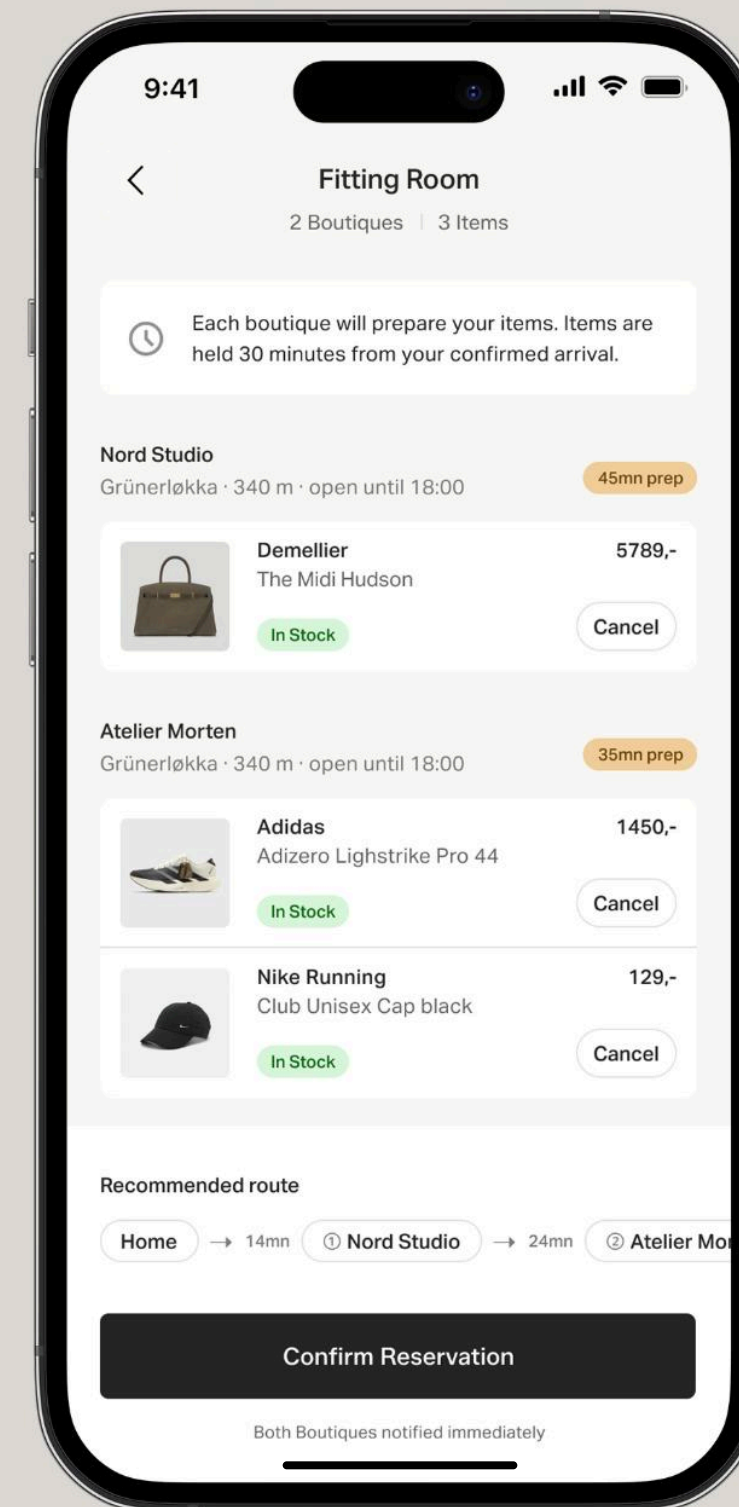 9:41
Fitting Room
2 Boutiques | 3 Items
Each boutique will prepare your items. Items are
held 30 minutes from your confirmed arrival.
Nord Studio
Grünerløkka · 340 m · open until 18:00
45mn prep
Demellier
5789,-
The Midi Hudson
In Stock
Cancel
Atelier Morten
Grünerløkka · 340 m · open until 18:00
35mn prep
Adidas
1450,-
Adizero Lighstrike Pro 44
In Stock
Cancel
Nike Running
129,-
Club Unisex Cap black
In Stock
Cancel
Recommended route
Home → 14mn ① Nord Studio → 24mn ② Atelier Mor
Confirm Reservation
Both Boutiques notified immediately